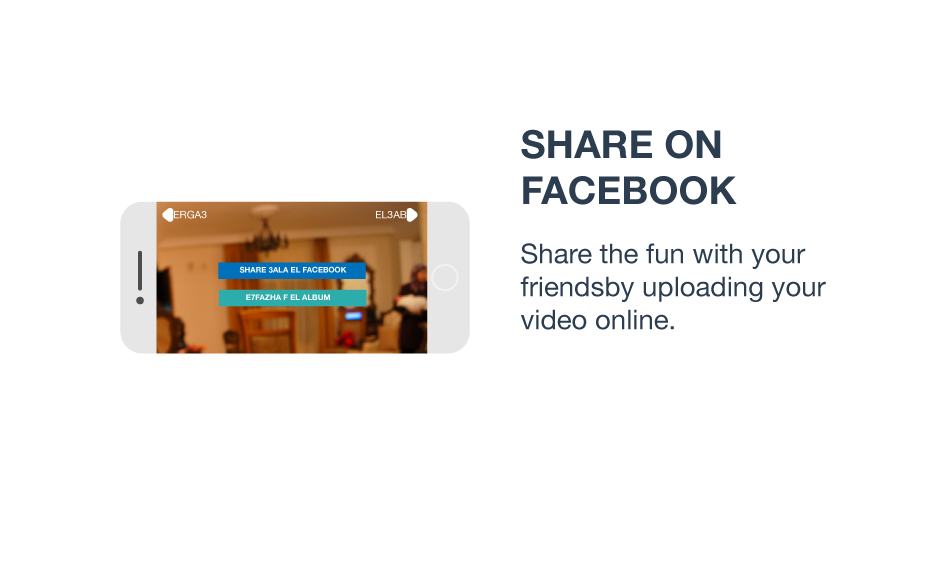 ERGA3
EL3AB
SHARE 3ALA EL FACEBOOK
E7FAZHA F EL ALBUM
SHARE ON
FACEBOOK
Share the fun with your
friendsby uploading your
video online.